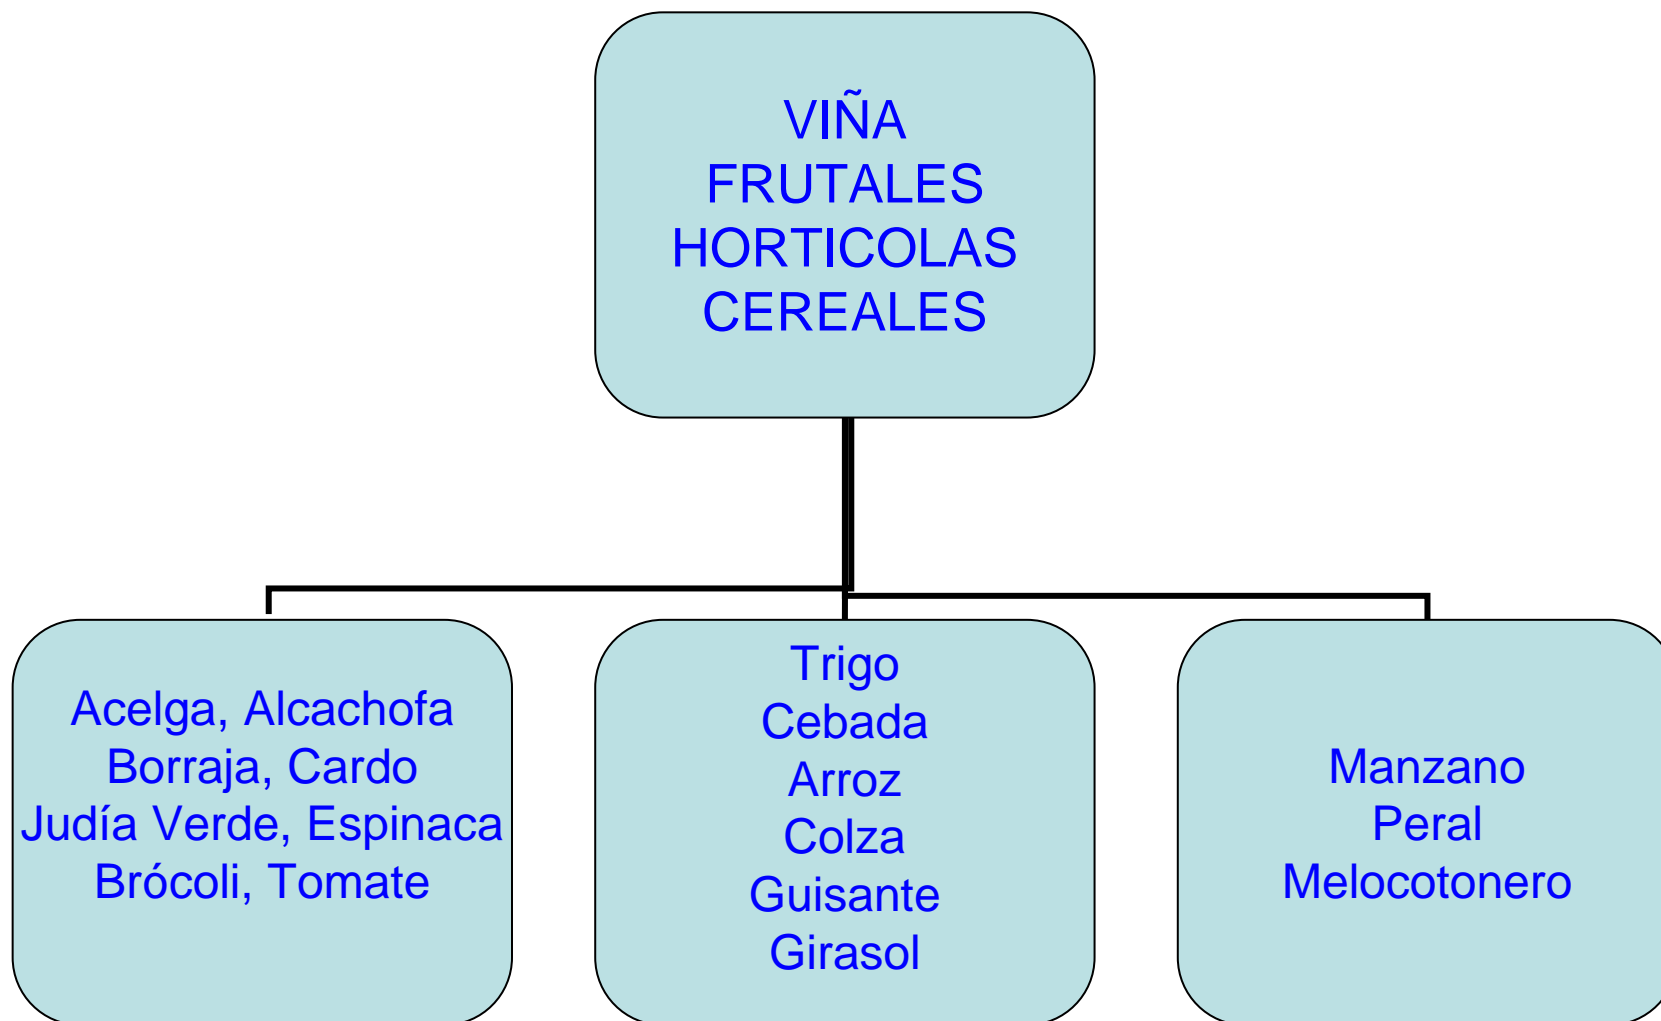 VIÑA
FRUTALES
HORTICOLAS
CEREALES
Acelga, Alcachofa
Borraja, Cardo
Judía Verde, Espinaca
Brócoli, Tomate
Trigo
Cebada
Arroz
Colza
Guisante
Girasol
Manzano
Peral
Melocotonero